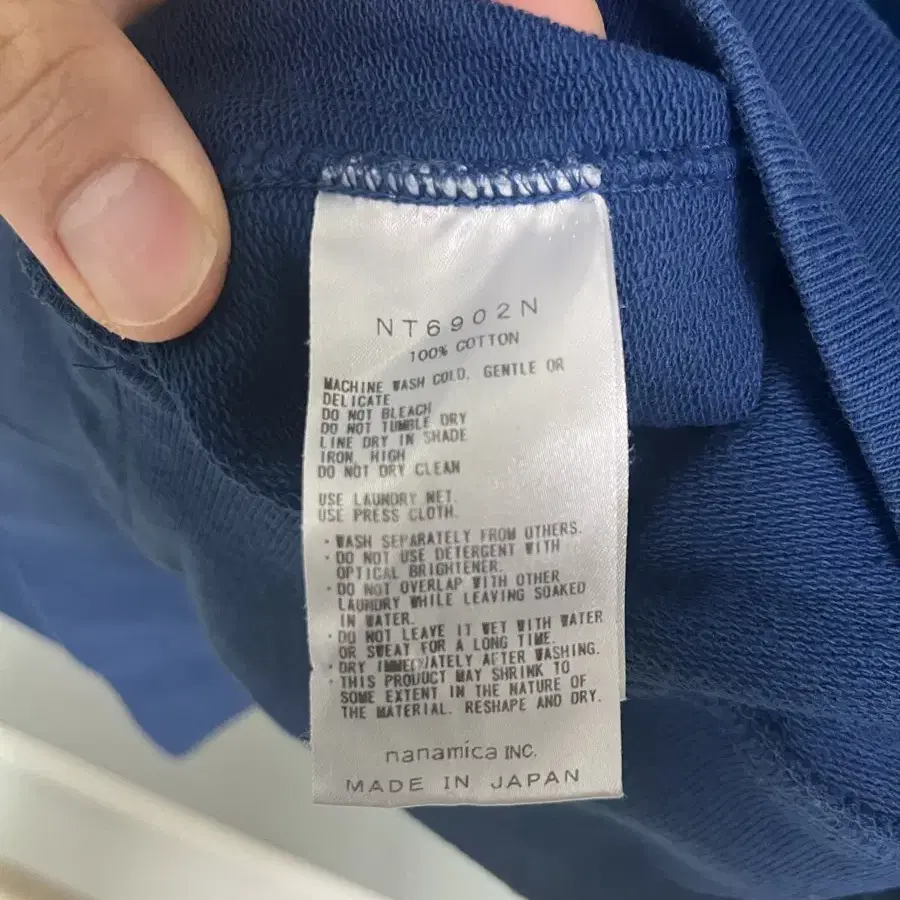 NT6902N
100% COTTON
MACHINE WASH COLD, GENTLE OR
DELICATE
DO NOT BLEACH
DO NOT TUMBLE DRY
LINE DRY IN SHADE
IRON, HIGH
DO NOT DRY CLEAN
USE LAUNDRY NET.
USE PRESS CLOTH.
・WASH SEPARATELY FROM OTHERS.
・DO NOT USE DETERGENT WITH
OPTICAL BRIGHTENER.
・DO NOT OVERLAP WITH OTHER
LAUNDRY WHILE LEAVING SOAKED
IN WATER.
・DO NOT LEAVE IT WET WITH WATER
OR SWEAT FOR A LONG TIME.
・DRY IMMEDIATELY AFTER WASHING.
・THIS PRODUCT MAY SHRINK TO
SOME EXTENT IN THE NATURE OF
THE MATERIAL. RESHAPE AND DRY.
nanamica INC.
MADE IN JAPAN